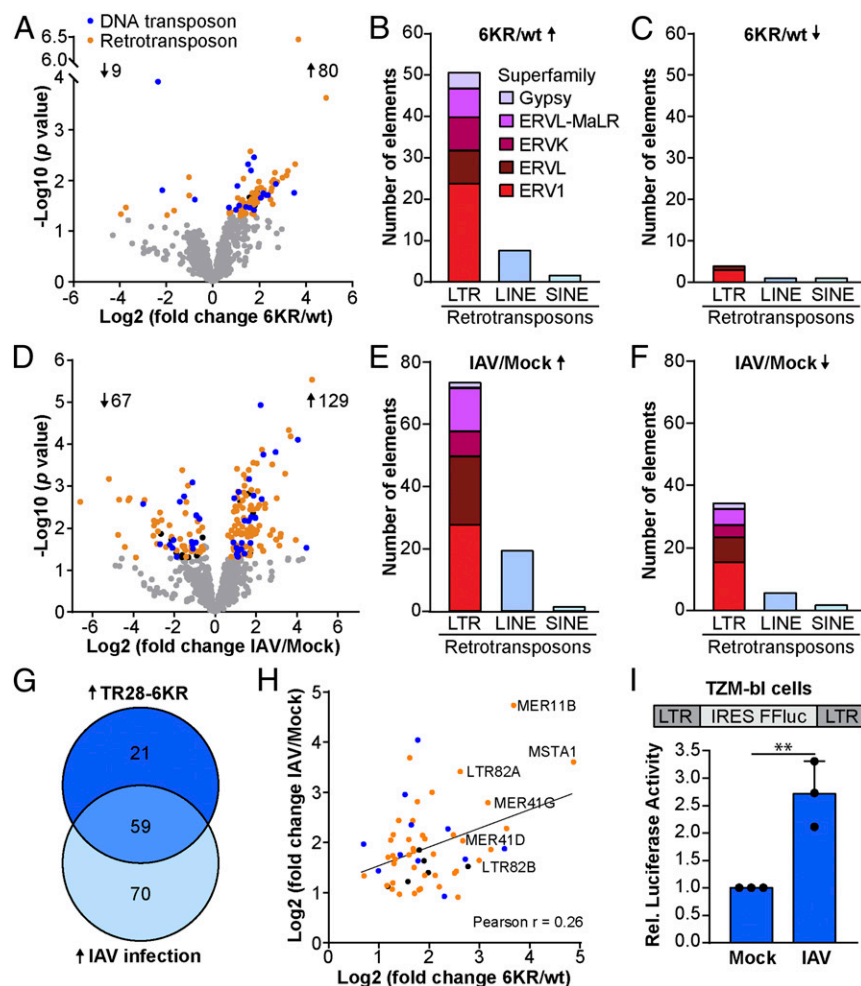 A
DNA transposon
Retrotransposon
6.5
6.0
4
3
2
1
0
↓9
↑80
-Log10 (p value)
-6 -4 -2 0 2 4 6
Log2 (fold change 6KR/wt)
B
6KR/wt ↑
Superfamily
Gypsy
ERVL-MaLR
ERVK
ERVL
ERV1
60
50
40
30
20
10
0
Number of elements
LTR LINE SINE
Retrotransposons
C
6KR/wt ↓
60
50
40
30
20
10
0
Number of elements
LTR LINE SINE
Retrotransposons
D
6
5
4
3
2
1
0
↓67
↑129
-Log10 (p value)
-6 -4 -2 0 2 4 6
Log2 (fold change IAV/Mock)
E
IAV/Mock ↑
80
60
40
20
0
Number of elements
LTR LINE SINE
Retrotransposons
F
IAV/Mock ↓
80
60
40
20
0
Number of elements
LTR LINE SINE
Retrotransposons
G
↑TR28-6KR
21
59
70
↑IAV infection
H
5
4
3
2
1
0
Log2 (fold change IAV/Mock)
MER11B
MSTA1
LTR82A
MER41G
MER41D
LTR82B
Pearson r = 0.26
0 1 2 3 4 5
Log2 (fold change 6KR/wt)
I
TZM-bl cells
LTR IRES FFluc LTR
3.5
3.0
2.5
2.0
1.5
1.0
0.5
0.0
**
Rel. Luciferase Activity
Mock IAV